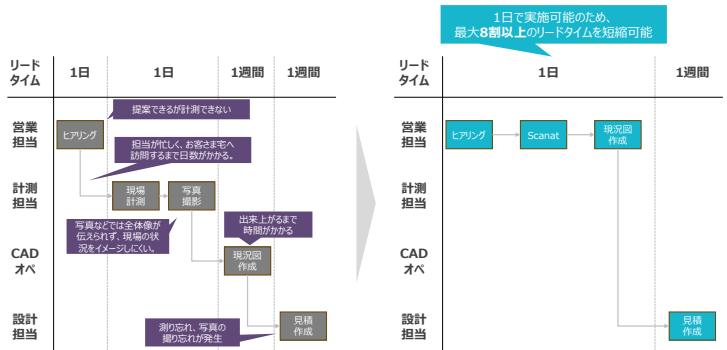 1日で実施可能のため、
最大8割以上のリードタイムを短縮可能
リード
タイム
1日
1日
1週間
1週間
営業
担当
ヒアリング
提案できるが計測できない
担当が忙しく、お客さま宅へ
訪問するまで日数がかかる。
計測
担当
現場
計測
写真
撮影
写真などでは全体像が
伝えられず、現場の状
況をイメージしにくい。
出来上がるまで
時間がかかる
CAD
オペ
現況図
作成
設計
担当
測り忘れ、写真の
撮り忘れが発生
見積
作成
リード
タイム
1日
1週間
営業
担当
ヒアリング
Scanat
現況図
作成
計測
担当
CAD
オペ
設計
担当
見積
作成